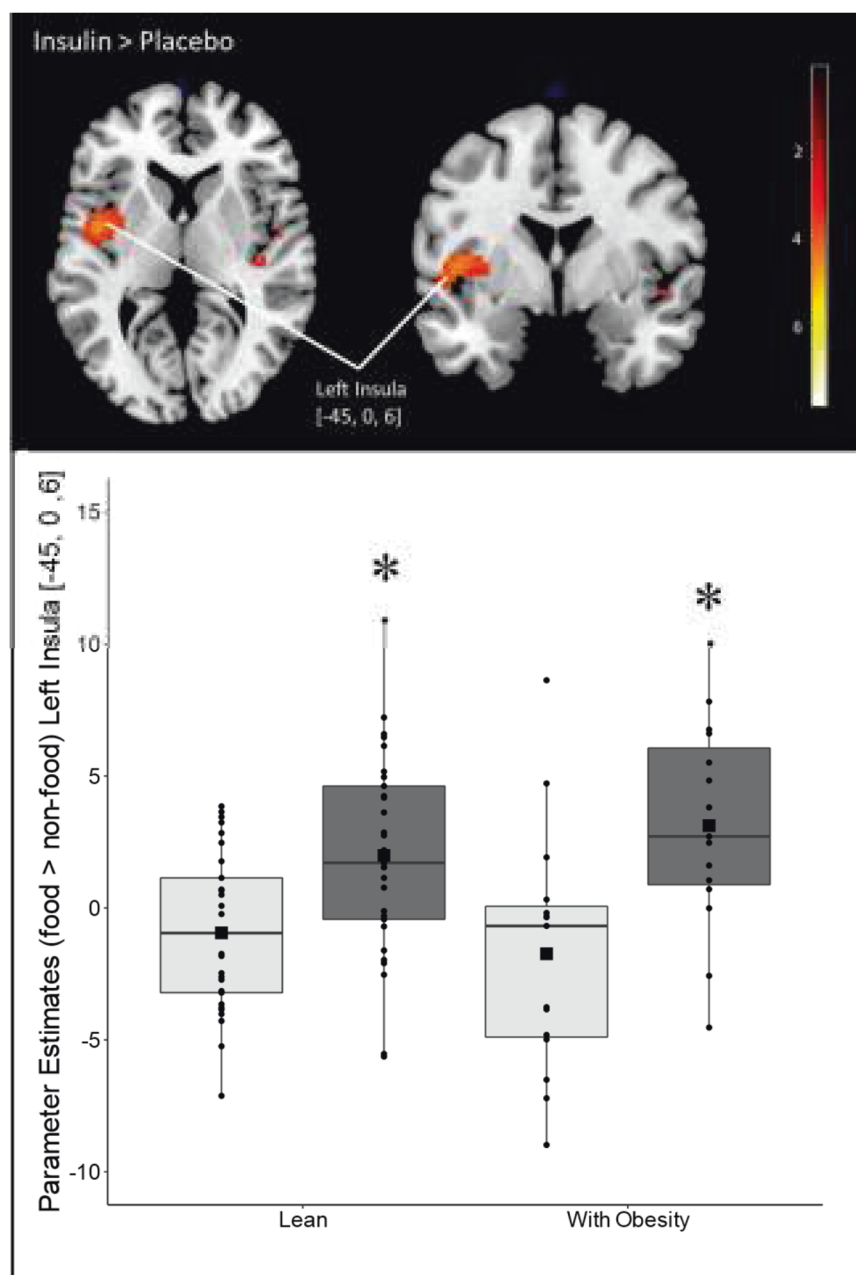 Insulin > Placebo
2
4
6
Left Insula
[-45, 0, 6]
Parameter Estimates (food > non-food) Left Insula [-45, 0 ,6]
15
*
*
10
5
0
-5
-10
Lean
With Obesity